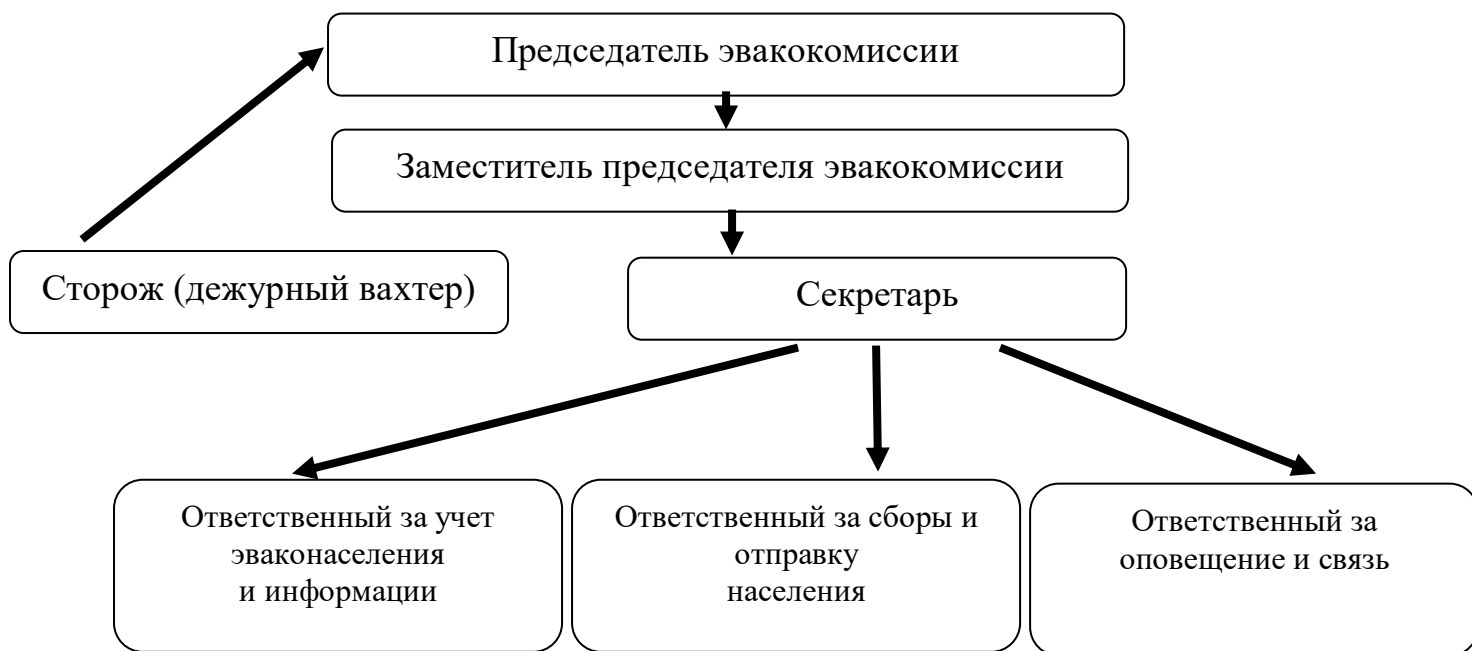 Председатель эвакокомиссии
Заместитель председателя эвакокомиссии
Сторож (дежурный вахтер)
Секретарь
Ответственный за учет
эваконаселения
и информации
Ответственный за сборы и
отправку
населения
Ответственный за
оповещение и связь